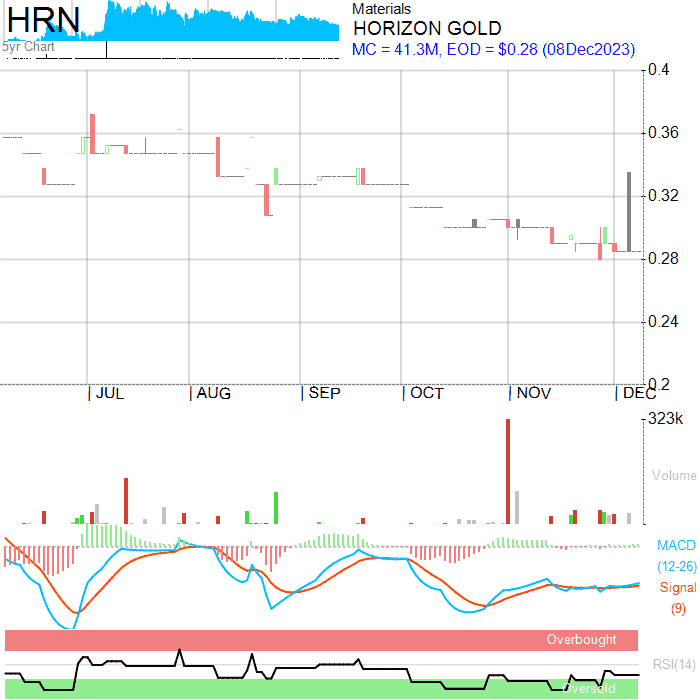 HRN
5yr Chart
Materials
HORIZON GOLD
MC = 41.3M, EOD = $0.28 (08Dec2023)
0.4
0.36
0.32
0.28
0.24
0.2
JUL AUG SEP OCT NOV DEC
323k
Volume
MACD
(12-26)
Signal
(9)
Overbought
RSI(14)
Oversold